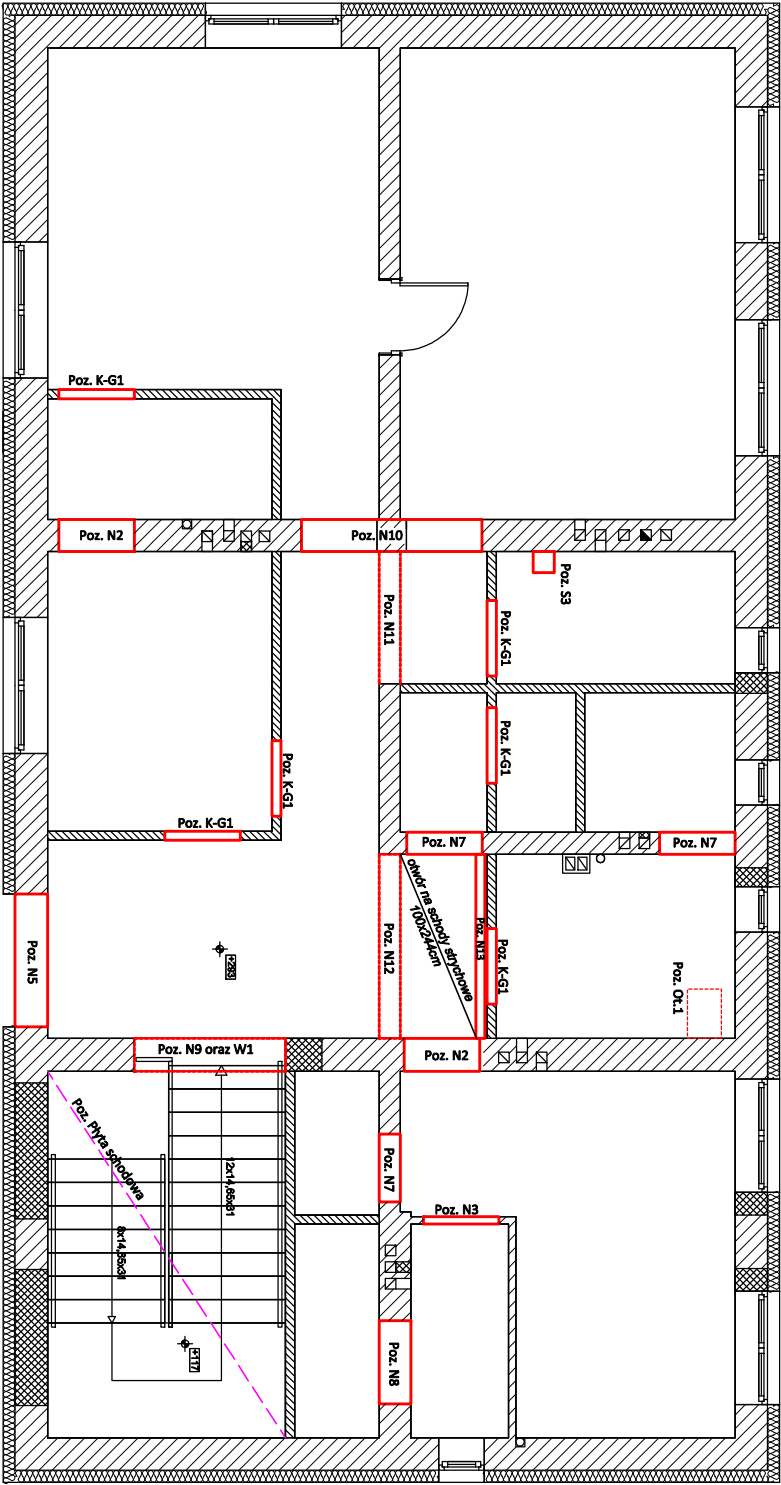 Poz. K-G1
Poz. N2
Poz. N10
Poz. S3
Poz. N11
Poz. K-G1
Poz. K-G1
Poz. K-G1
Poz. K-G1
Poz. N7
Poz. N7
otwór na schody strychowe
100x244cm
Poz. N13
Poz. N12
Poz. K-G1
Poz. N5
+293
Poz. Ot.1
Poz. N9 oraz W1
Poz. N2
Poz. Płyta schodowa
12x14,65x31
8x14,65x31
Poz. N7
Poz. N3
+117
Poz. N8